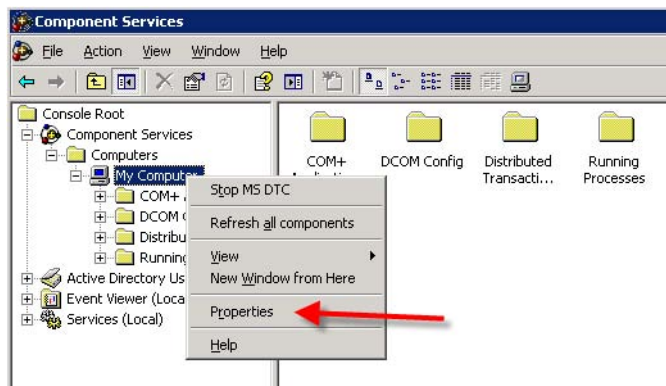 Component Services
File Action View Window Help
Console Root
Component Services
Computers
My Computer
COM+
DCOM
Distribu
Running
Active Directory Us
Event Viewer (Loca
Services (Local)
Stop MS DTC
Refresh all components
View
New Window from Here
Properties
Help
COM+
DCOM Config
Distributed
Transacti...
Running
Processes